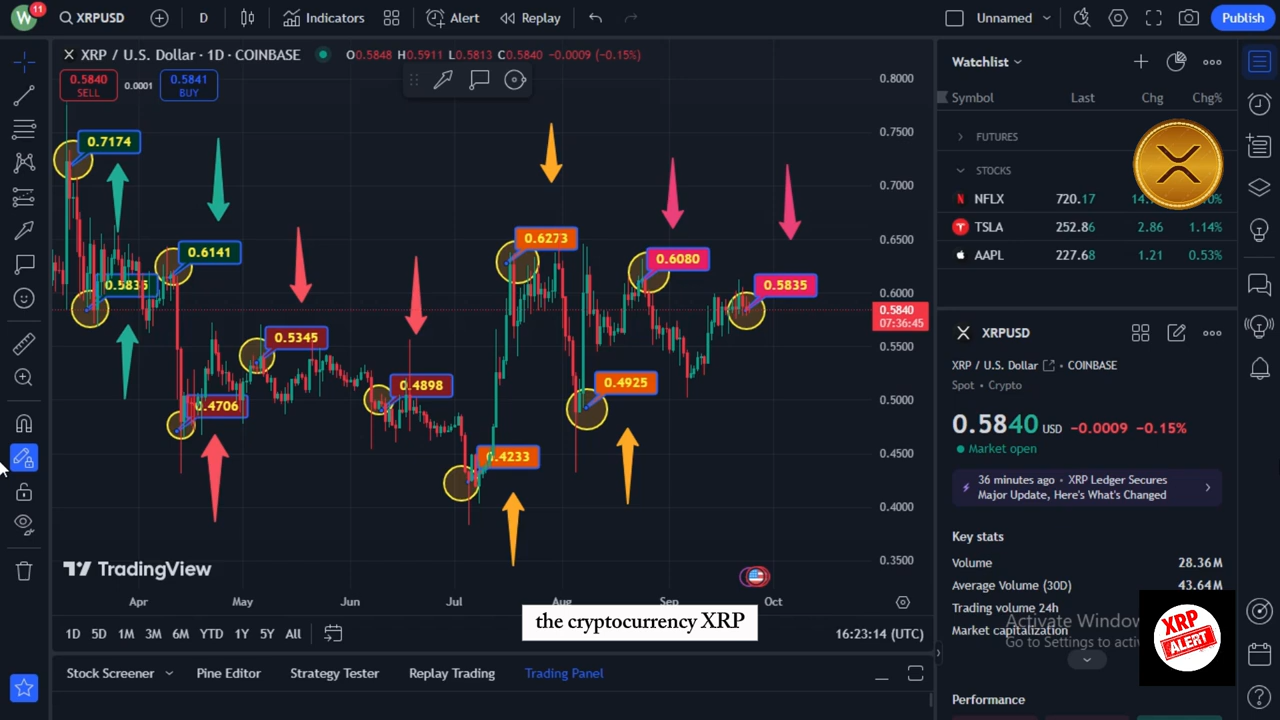 W 11 XRPUSD D Indicators Alert Replay Unnamed Publish
XRP / U.S. Dollar · 1D · COINBASE O0.5848 H0.5911 L0.5813 C0.5840 -0.0009 (-0.15%)
0.5840 SELL
0.0001
0.5841 BUY
0.7174
0.5835
0.6141
0.4706
0.5345
0.4898
0.4233
0.6273
0.4925
0.6080
0.5835
0.8000
0.7500
0.7000
0.6500
0.6000
0.5840
07:36:45
0.5500
0.5000
0.4500
0.4000
0.3500
TradingView
Apr May Jun Jul Aug Sep Oct
the cryptocurrency XRP
1D 5D 1M 3M 6M YTD 1Y 5Y All
16:23:14 (UTC)
Stock Screener Pine Editor Strategy Tester Replay Trading Trading Panel
Watchlist
Symbol Last Chg Chg%
FUTURES
STOCKS
NFLX 720.17
TSLA 252.86 2.86 1.14%
AAPL 227.68 1.21 0.53%
XRPUSD
XRP / U.S. Dollar · COINBASE
Spot · Crypto
0.5840 USD -0.0009 -0.15%
Market open
36 minutes ago · XRP Ledger Secures
Major Update, Here's What's Changed
Key stats
Volume 28.36M
Average Volume (30D) 43.64M
Trading volume 24h
Market capitalization
Activate Window
Go to Settings to acti
XRP
ALERT
Performance